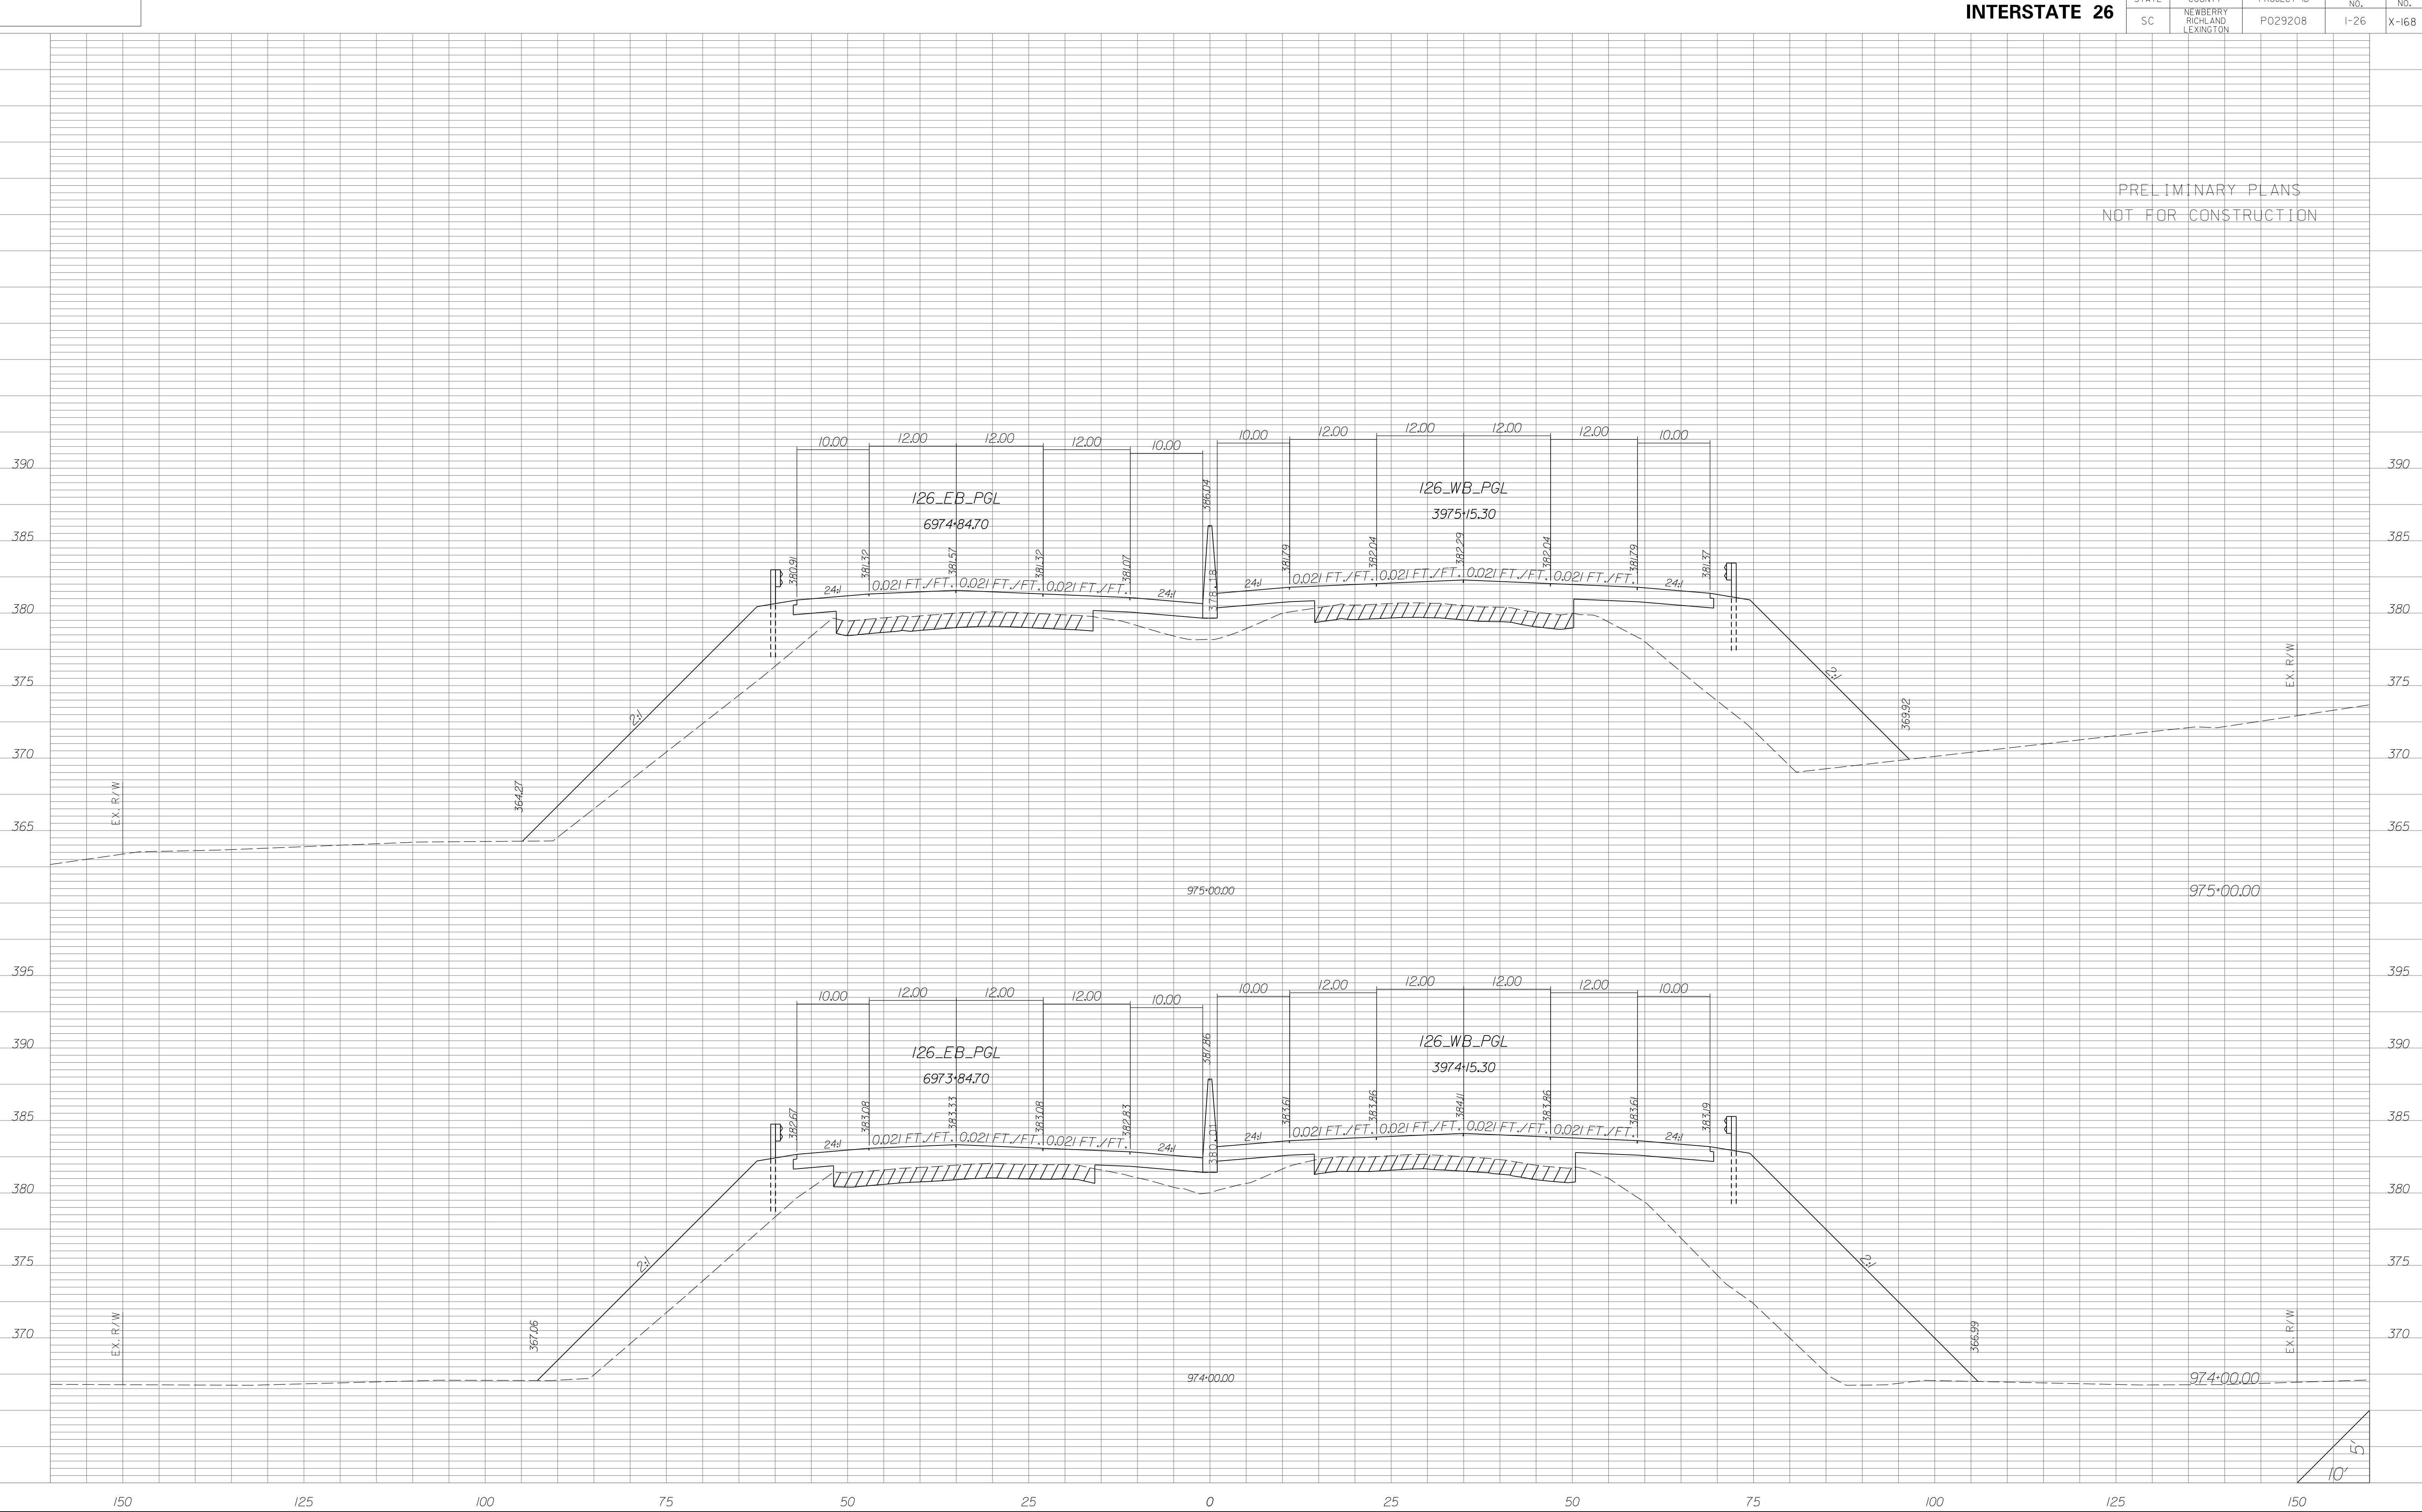 INTERSTATE 26
SC NEWBERRY RICHLAND LEXINGTON P029208 I-26 X-168
NO. NO.
PRELIMINARY PLANS
NOT FOR CONSTRUCTION
10.00 12.00 12.00 12.00 10.00 10.00 12.00 12.00 12.00 12.00 10.00
390 390
I26_EB_PGL 386.04 I26_WB_PGL
6974+84.70 3975+15.30
385 385
380.91 381.32 381.57 381.32 381.07 378.18 381.79 382.04 382.29 382.04 381.79 381.37
24:1 0.021 FT./FT. 0.021 FT./FT. 0.021 FT./FT. 24:1 24:1 0.021 FT./FT. 0.021 FT./FT. 0.021 FT./FT. 0.021 FT./FT. 24:1
380 380
375 2:1 EX. R/W 375
2:1 369.92
370 370
EX. R/W 364.27
365 365
975+00.00 975+00.00
395 395
10.00 12.00 12.00 12.00 10.00 10.00 12.00 12.00 12.00 12.00 10.00
390 390
I26_EB_PGL 387.86 I26_WB_PGL
6973+84.70 3974+15.30
385 385
382.67 383.08 383.33 383.08 382.83 380.01 383.61 383.86 384.11 383.86 383.61 383.19
24:1 0.021 FT./FT. 0.021 FT./FT. 0.021 FT./FT. 24:1 24:1 0.021 FT./FT. 0.021 FT./FT. 0.021 FT./FT. 0.021 FT./FT. 24:1
380 380
375 2:1 2:1 375
370 370
EX. R/W 367.06 366.99 EX. R/W
974+00.00 974+00.00
5'
10'
150 125 100 75 50 25 0 25 50 75 100 125 150